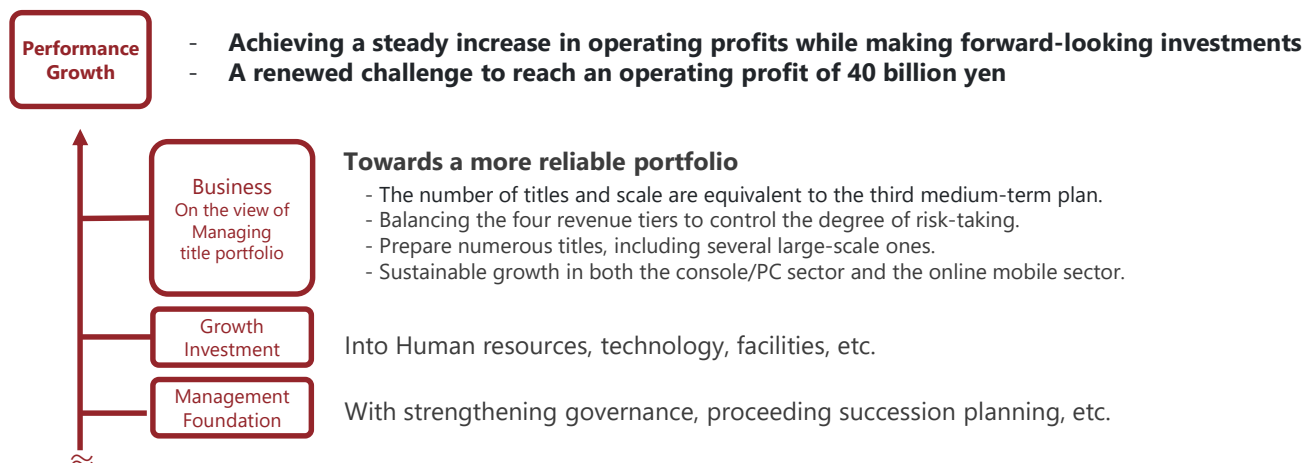 Performance
Growth
- Achieving a steady increase in operating profits while making forward-looking investments
- A renewed challenge to reach an operating profit of 40 billion yen
Business
On the view of
Managing
title portfolio
Towards a more reliable portfolio
- The number of titles and scale are equivalent to the third medium-term plan.
- Balancing the four revenue tiers to control the degree of risk-taking.
- Prepare numerous titles, including several large-scale ones.
- Sustainable growth in both the console/PC sector and the online mobile sector.
Growth
Investment
Into Human resources, technology, facilities, etc.
Management
Foundation
With strengthening governance, proceeding succession planning, etc.